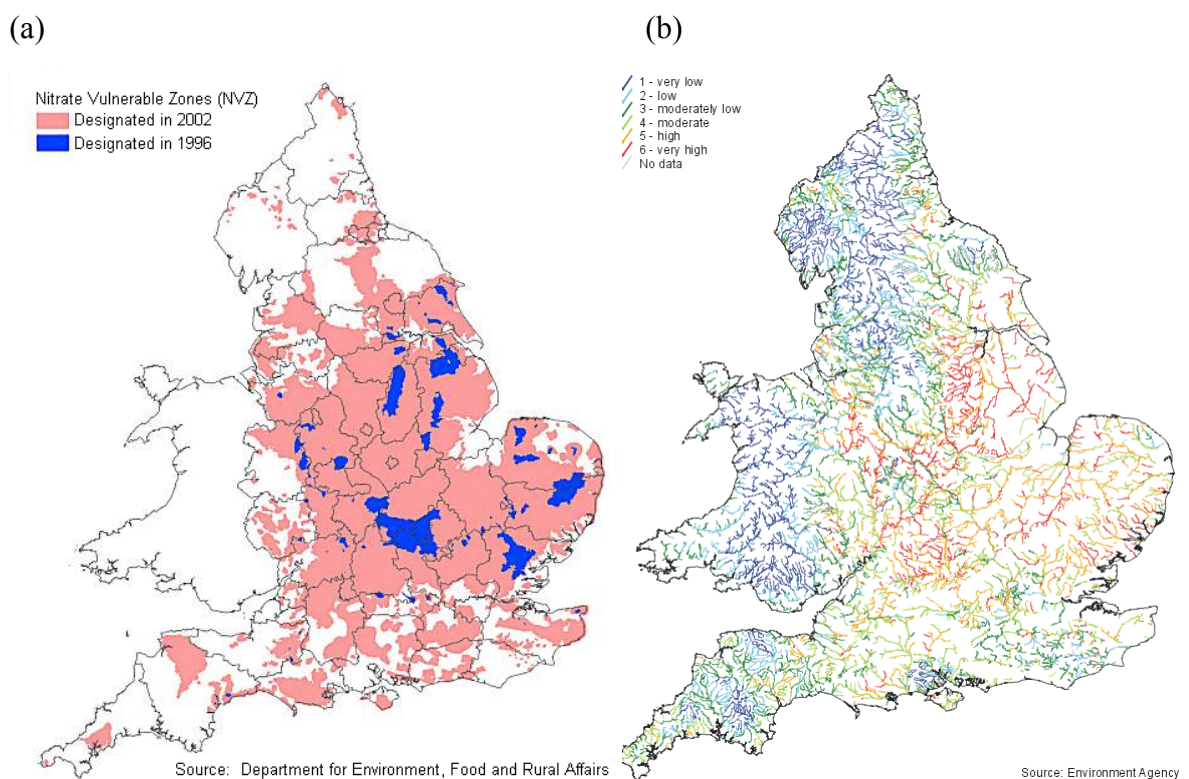 (a)
(b)
Nitrate Vulnerable Zones (NVZ)
Designated in 2002
Designated in 1996
1 - very low
2 - low
3 - moderately low
4 - moderate
5 - high
6 - very high
No data
Source: Department for Environment, Food and Rural Affairs
Source: Environment Agency